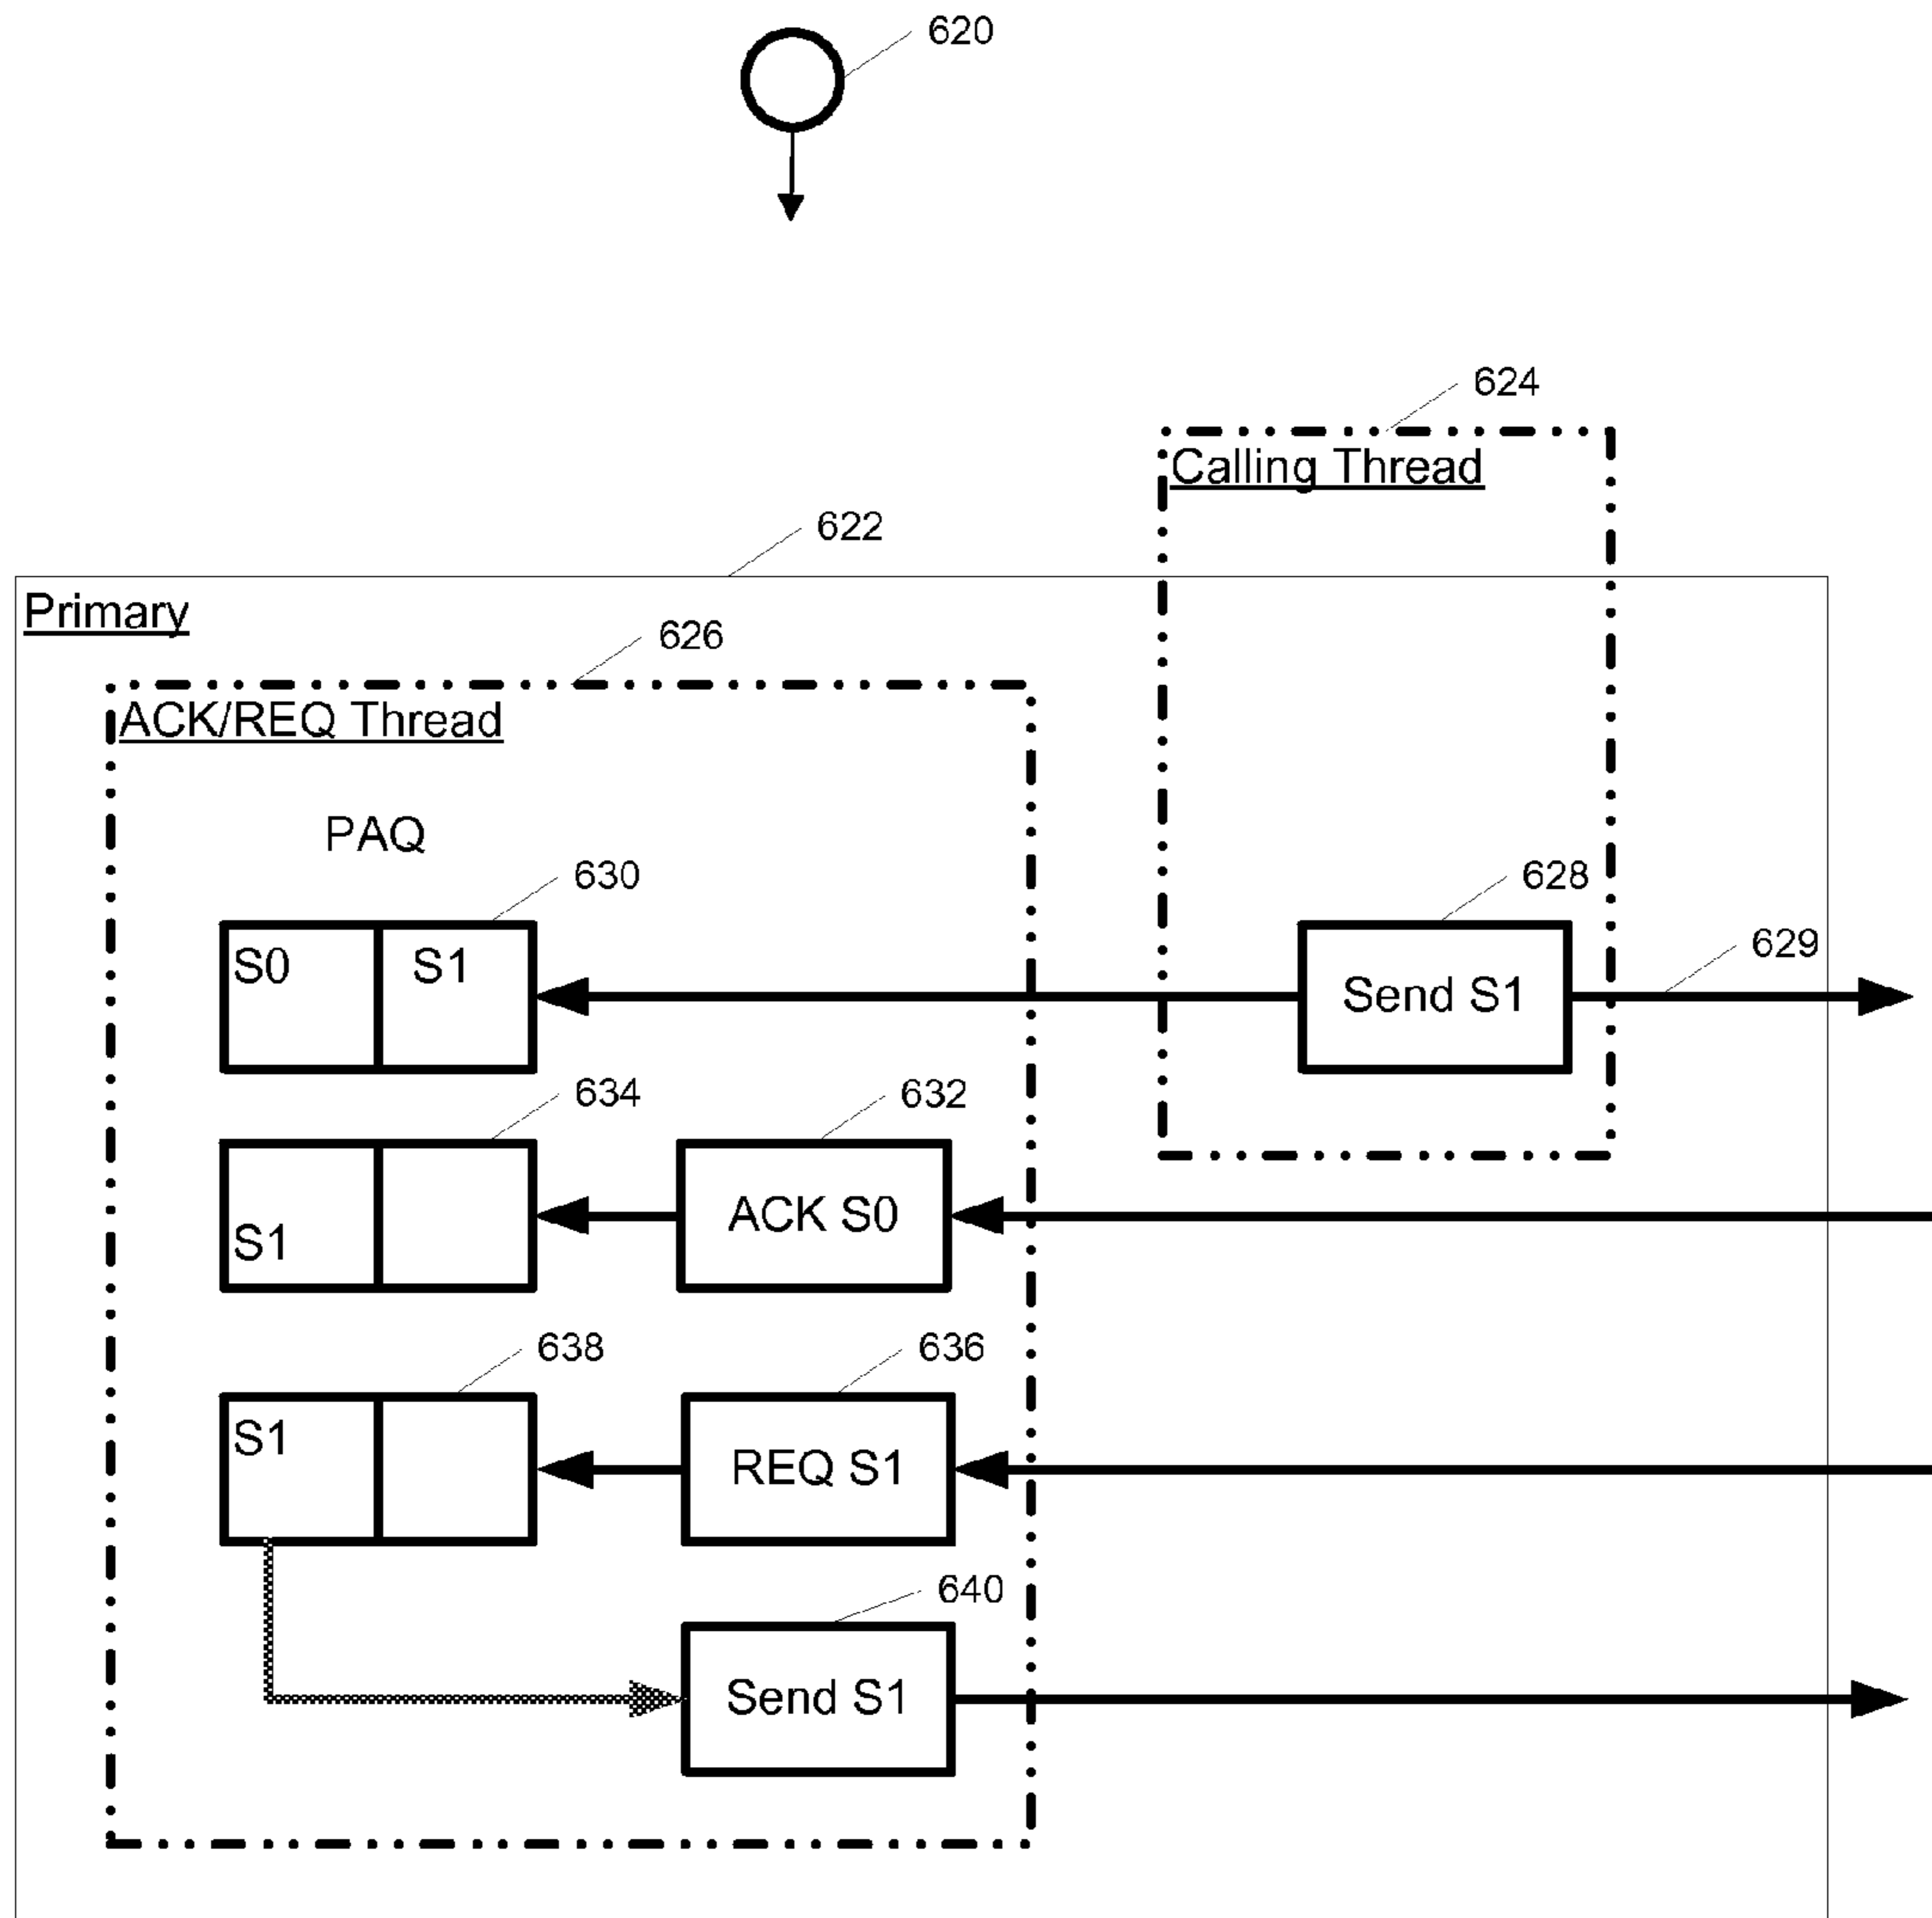 620
624
Calling Thread
622
Primary
626
ACK/REQ Thread
PAQ
630
628
629
S0 S1
Send S1
634
632
S1
ACK S0
638
636
S1
REQ S1
640
Send S1